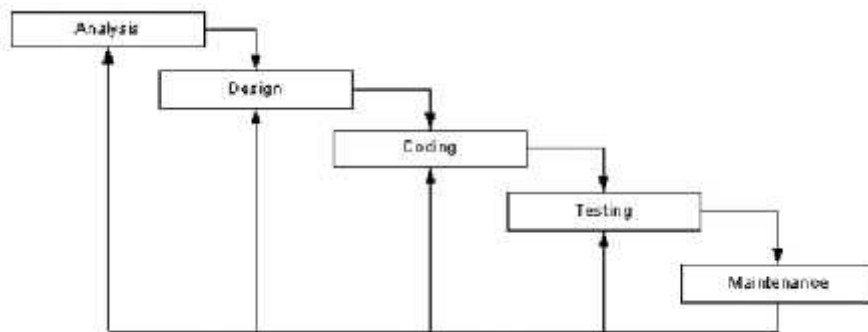 Analysis
Design
Coding
Testing
Maintenance